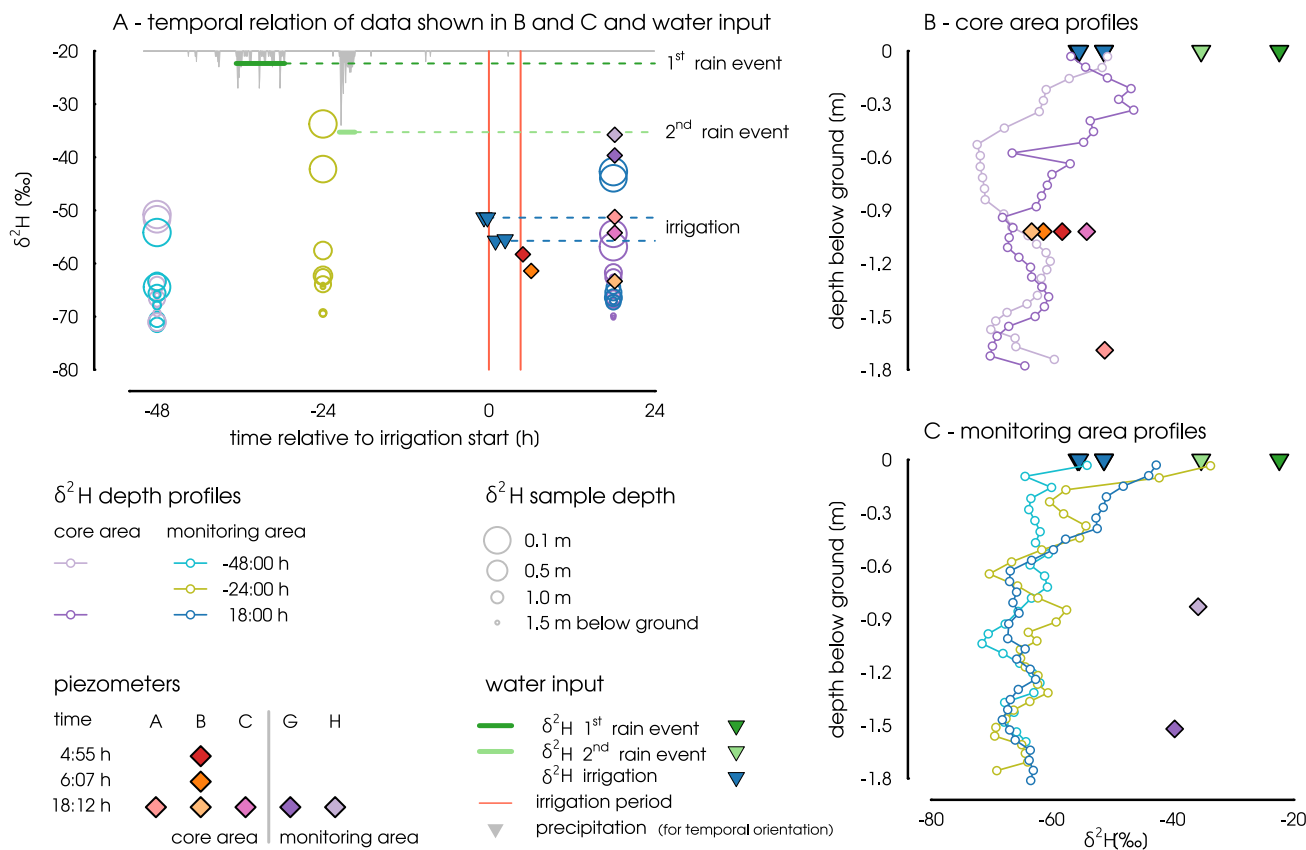 A - temporal relation of data shown in B and C and water input
δ²H (‰)
-20
-30
-40
-50
-60
-70
-80
1st rain event
2nd rain event
irrigation
-48 -24 0 24
time relative to irrigation start (h)
B - core area profiles
depth below ground (m)
0
-0.3
-0.6
-0.9
-1.2
-1.5
-1.8
C - monitoring area profiles
depth below ground (m)
0
-0.3
-0.6
-0.9
-1.2
-1.5
-1.8
-80 -60 -40 -20
δ²H(‰)
δ²H depth profiles
core area monitoring area
-48:00 h
-24:00 h
18:00 h
δ²H sample depth
0.1 m
0.5 m
1.0 m
1.5 m below ground
piezometers
time A B C G H
4:55 h
6:07 h
18:12 h
core area monitoring area
water input
δ²H 1st rain event
δ²H 2nd rain event
δ²H irrigation
irrigation period
precipitation (for temporal orientation)